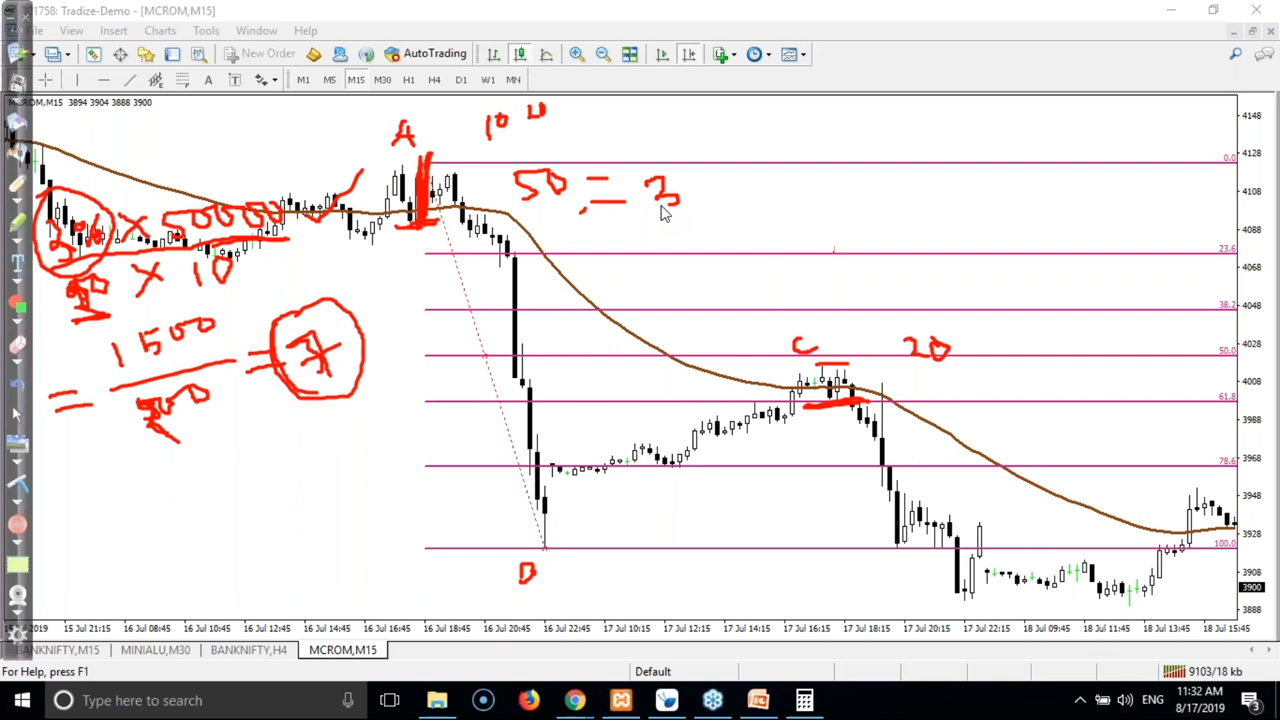 1758: Tradize-Demo - [MCROM,M15]
File View Insert Charts Tools Window Help
New Order AutoTrading
M1 M5 M15 M30 H1 H4 D1 W1 MN
MCROM,M15 3894 3904 3888 3900
A 10
50 =
3% x 50000
x 10
= 1500 =
C 20
4148
4128
4108
4088
4068
4048
4028
4008
3988
3968
3948
3928
3908
3900
3888
0.0
23.6
38.2
50.0
61.8
78.6
100.0
2019 15 Jul 21:15 16 Jul 08:45 16 Jul 10:45 16 Jul 12:45 16 Jul 14:45 16 Jul 16:45 16 Jul 18:45 16 Jul 20:45 16 Jul 22:45 17 Jul 10:15 17 Jul 12:15 17 Jul 14:15 17 Jul 16:15 17 Jul 18:15 17 Jul 20:15 17 Jul 22:15 18 Jul 09:45 18 Jul 11:45 18 Jul 13:45 18 Jul 15:45
BANKNIFTY,M15 MINIALU,M30 BANKNIFTY,H4 MCROM,M15
For Help, press F1 Default 9103/18 kb
Type here to search ENG 11:32 AM
8/17/2019 3